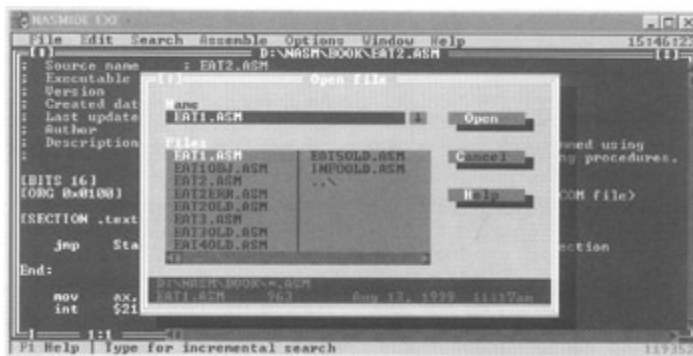 NASMIDE EXE
File Edit Search Assemble Options Window Help 15:46:2
D:\NASM\BOOK\EAT2.ASM
Source name : EAT2.ASM
Executable
Version
Created dat
Last update
Author
Description
nned using
ng procedures.
[BITS 16]
[ORG 0x0100]
COM file)
[SECTION .text
jmp Sta
ection
End:
mov ax,
int $21
1:1
F1 Help | Type for incremental search
Open file
Name
EAT1.ASM
Files
EAT1.ASM
EAT1OBJ.ASM
EAT2.ASM
EAT2ERR.ASM
EAT2OLD.ASM
EAT3.ASM
EAT3OLD.ASM
EAT4OLD.ASM
EAT5OLD.ASM
INFOOLD.ASM
..\
Open
Cancel
Help
D:\NASM\BOOK\*.ASM
EAT1.ASM 963 Aug 13, 1999 11:17am